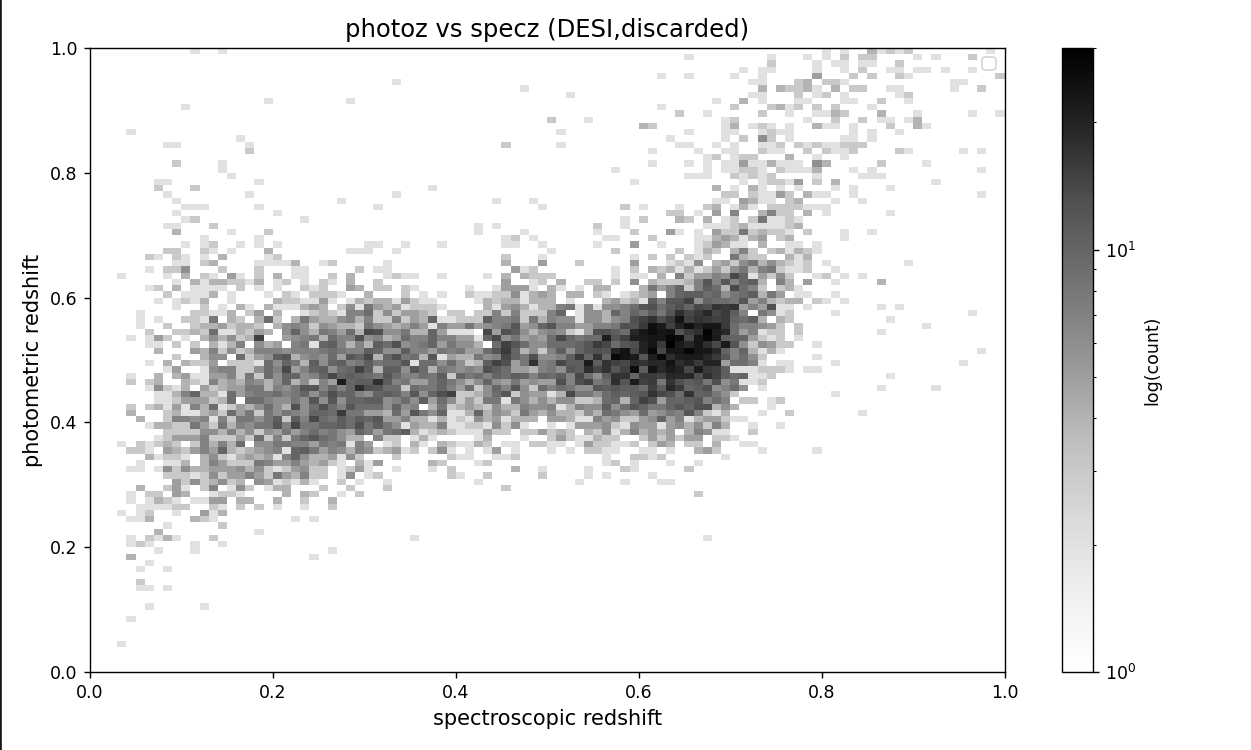 photoz vs specz (DESI,discarded)
1.0
0.8
0.6
0.4
0.2
0.0
photometric redshift
0.0 0.2 0.4 0.6 0.8 1.0
spectroscopic redshift
10¹
10⁰
log(count)